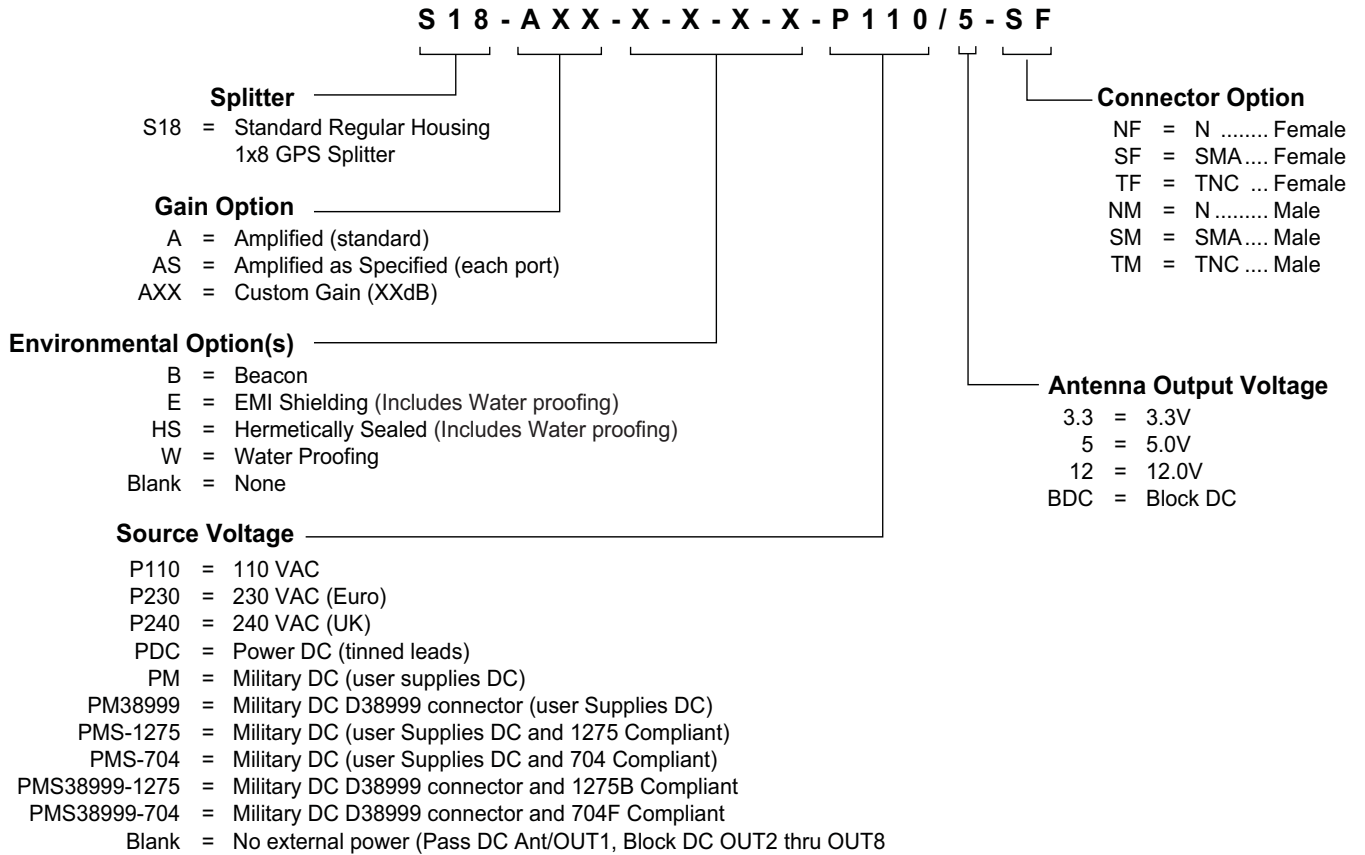 S18-AXX-X-X-X-X-P110/5-SF
Splitter
S18 = Standard Regular Housing
1x8 GPS Splitter
Gain Option
A = Amplified (standard)
AS = Amplified as Specified (each port)
AXX = Custom Gain (XXdB)
Environmental Option(s)
B = Beacon
E = EMI Shielding (Includes Water proofing)
HS = Hermetically Sealed (Includes Water proofing)
W = Water Proofing
Blank = None
Source Voltage
P110 = 110 VAC
P230 = 230 VAC (Euro)
P240 = 240 VAC (UK)
PDC = Power DC (tinned leads)
PM = Military DC (user supplies DC)
PM38999 = Military DC D38999 connector (user Supplies DC)
PMS-1275 = Military DC (user Supplies DC and 1275 Compliant)
PMS-704 = Military DC (user Supplies DC and 704 Compliant)
PMS38999-1275 = Military DC D38999 connector and 1275B Compliant
PMS38999-704 = Military DC D38999 connector and 704F Compliant
Blank = No external power (Pass DC Ant/OUT1, Block DC OUT2 thru OUT8
Connector Option
NF = N ........ Female
SF = SMA .... Female
TF = TNC ... Female
NM = N ......... Male
SM = SMA .... Male
TM = TNC .... Male
Antenna Output Voltage
3.3 = 3.3V
5 = 5.0V
12 = 12.0V
BDC = Block DC